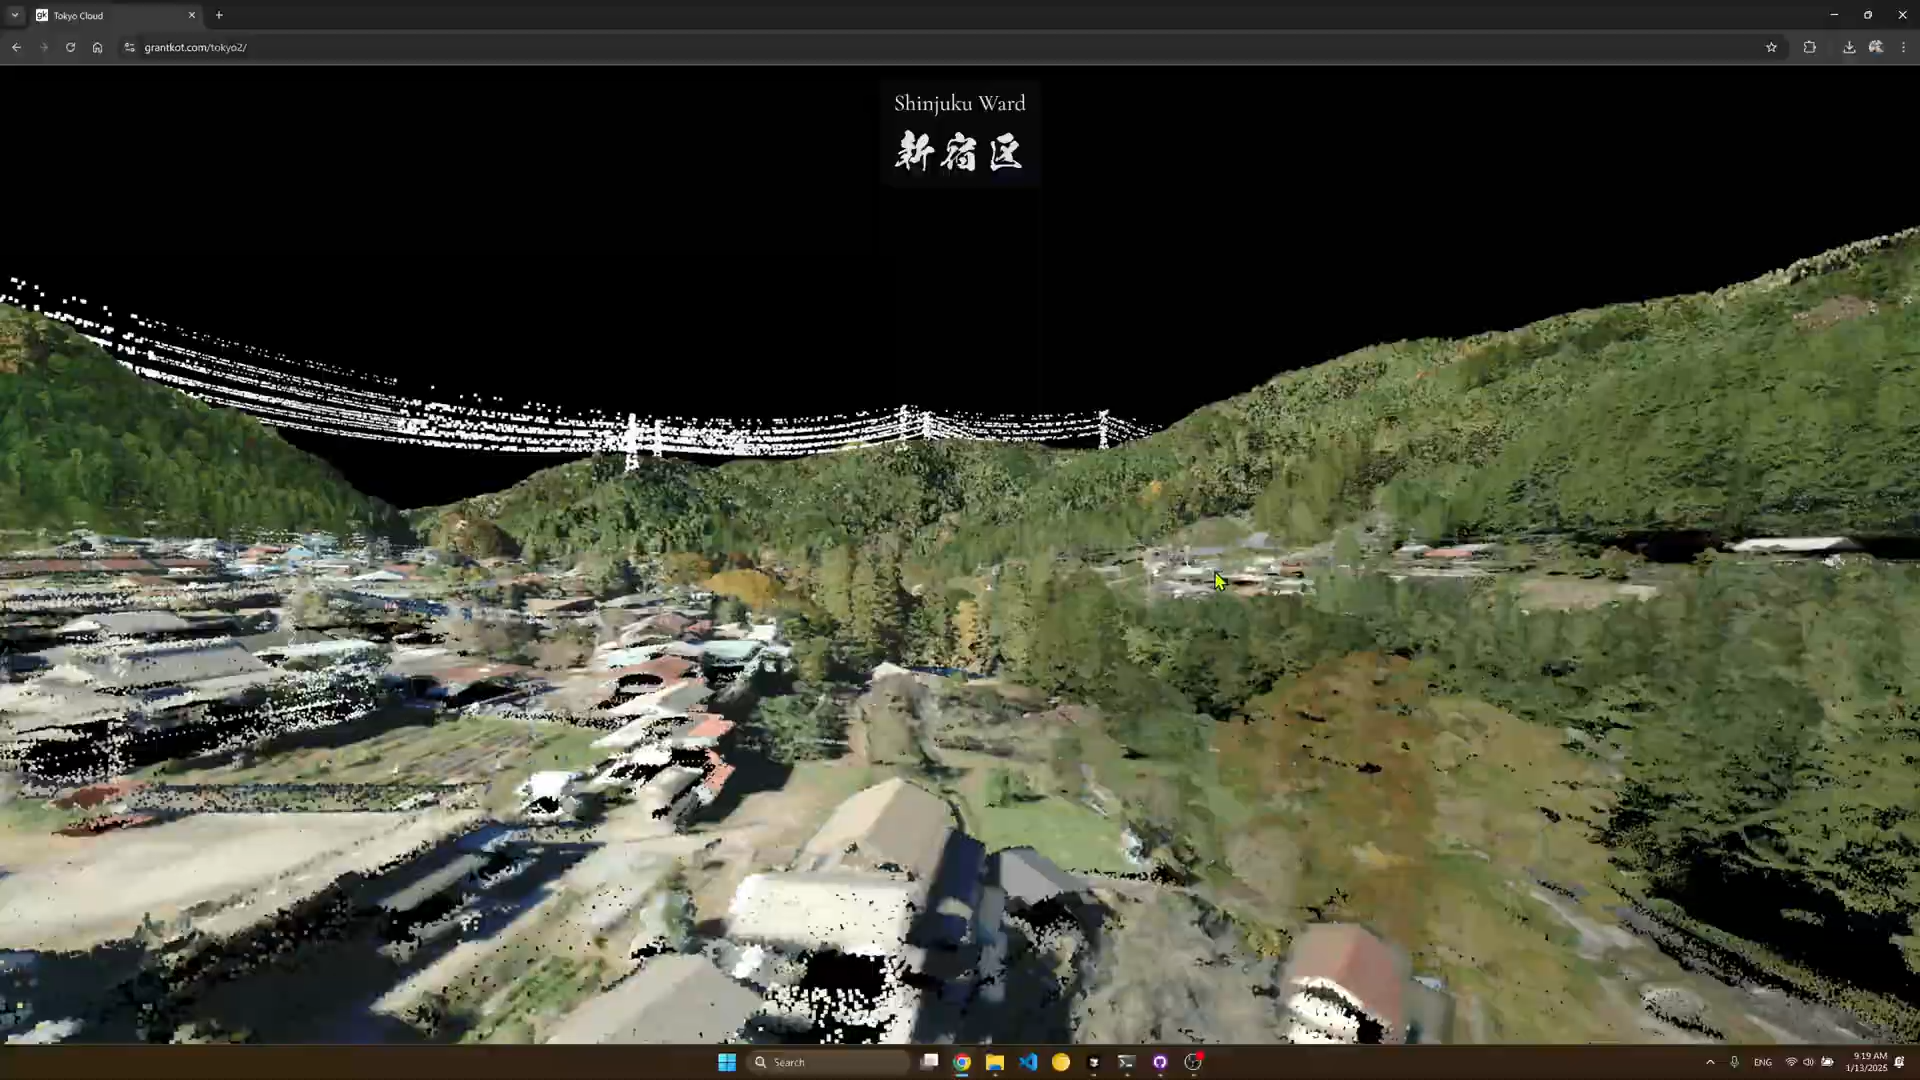 Tokyo Cloud
grantkot.com/tokyo2/
Shinjuku Ward
新宿区
Search
ENG
9:19 AM
1/13/2025